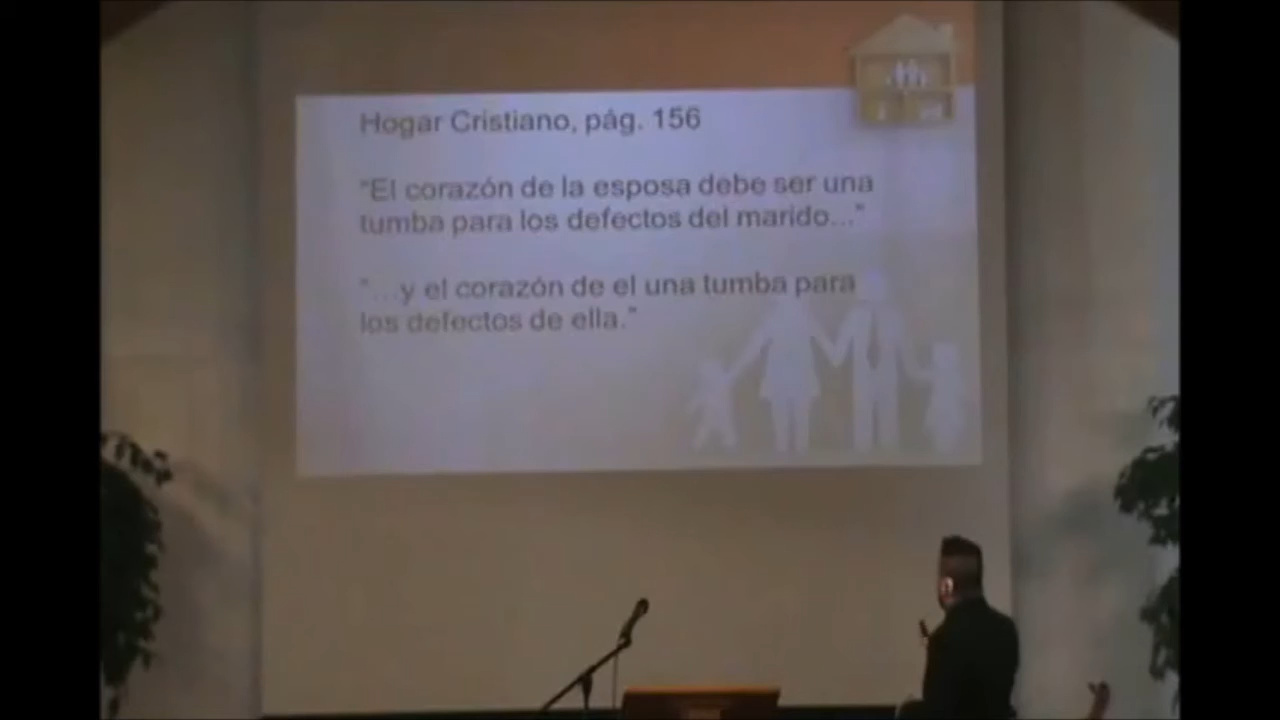 Hogar Cristiano, pág. 156
"El corazón de la esposa debe ser una
tumba para los defectos del marido..."
"...y el corazón de el una tumba para
los defectos de ella."